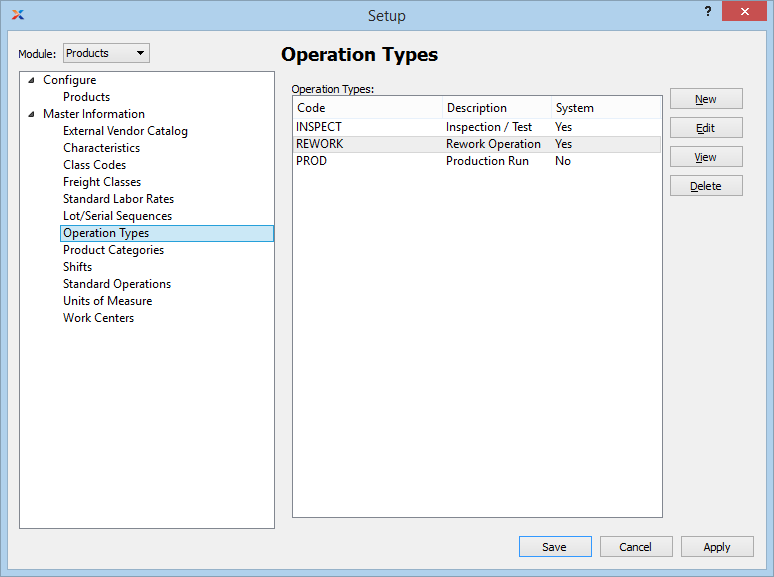 Setup
?
Module: Products
Operation Types
Configure
Products
Master Information
External Vendor Catalog
Characteristics
Class Codes
Freight Classes
Standard Labor Rates
Lot/Serial Sequences
Operation Types
Product Categories
Shifts
Standard Operations
Units of Measure
Work Centers
Operation Types:
Code Description System
INSPECT Inspection / Test Yes
REWORK Rework Operation Yes
PROD Production Run No
New
Edit
View
Delete
Save Cancel Apply